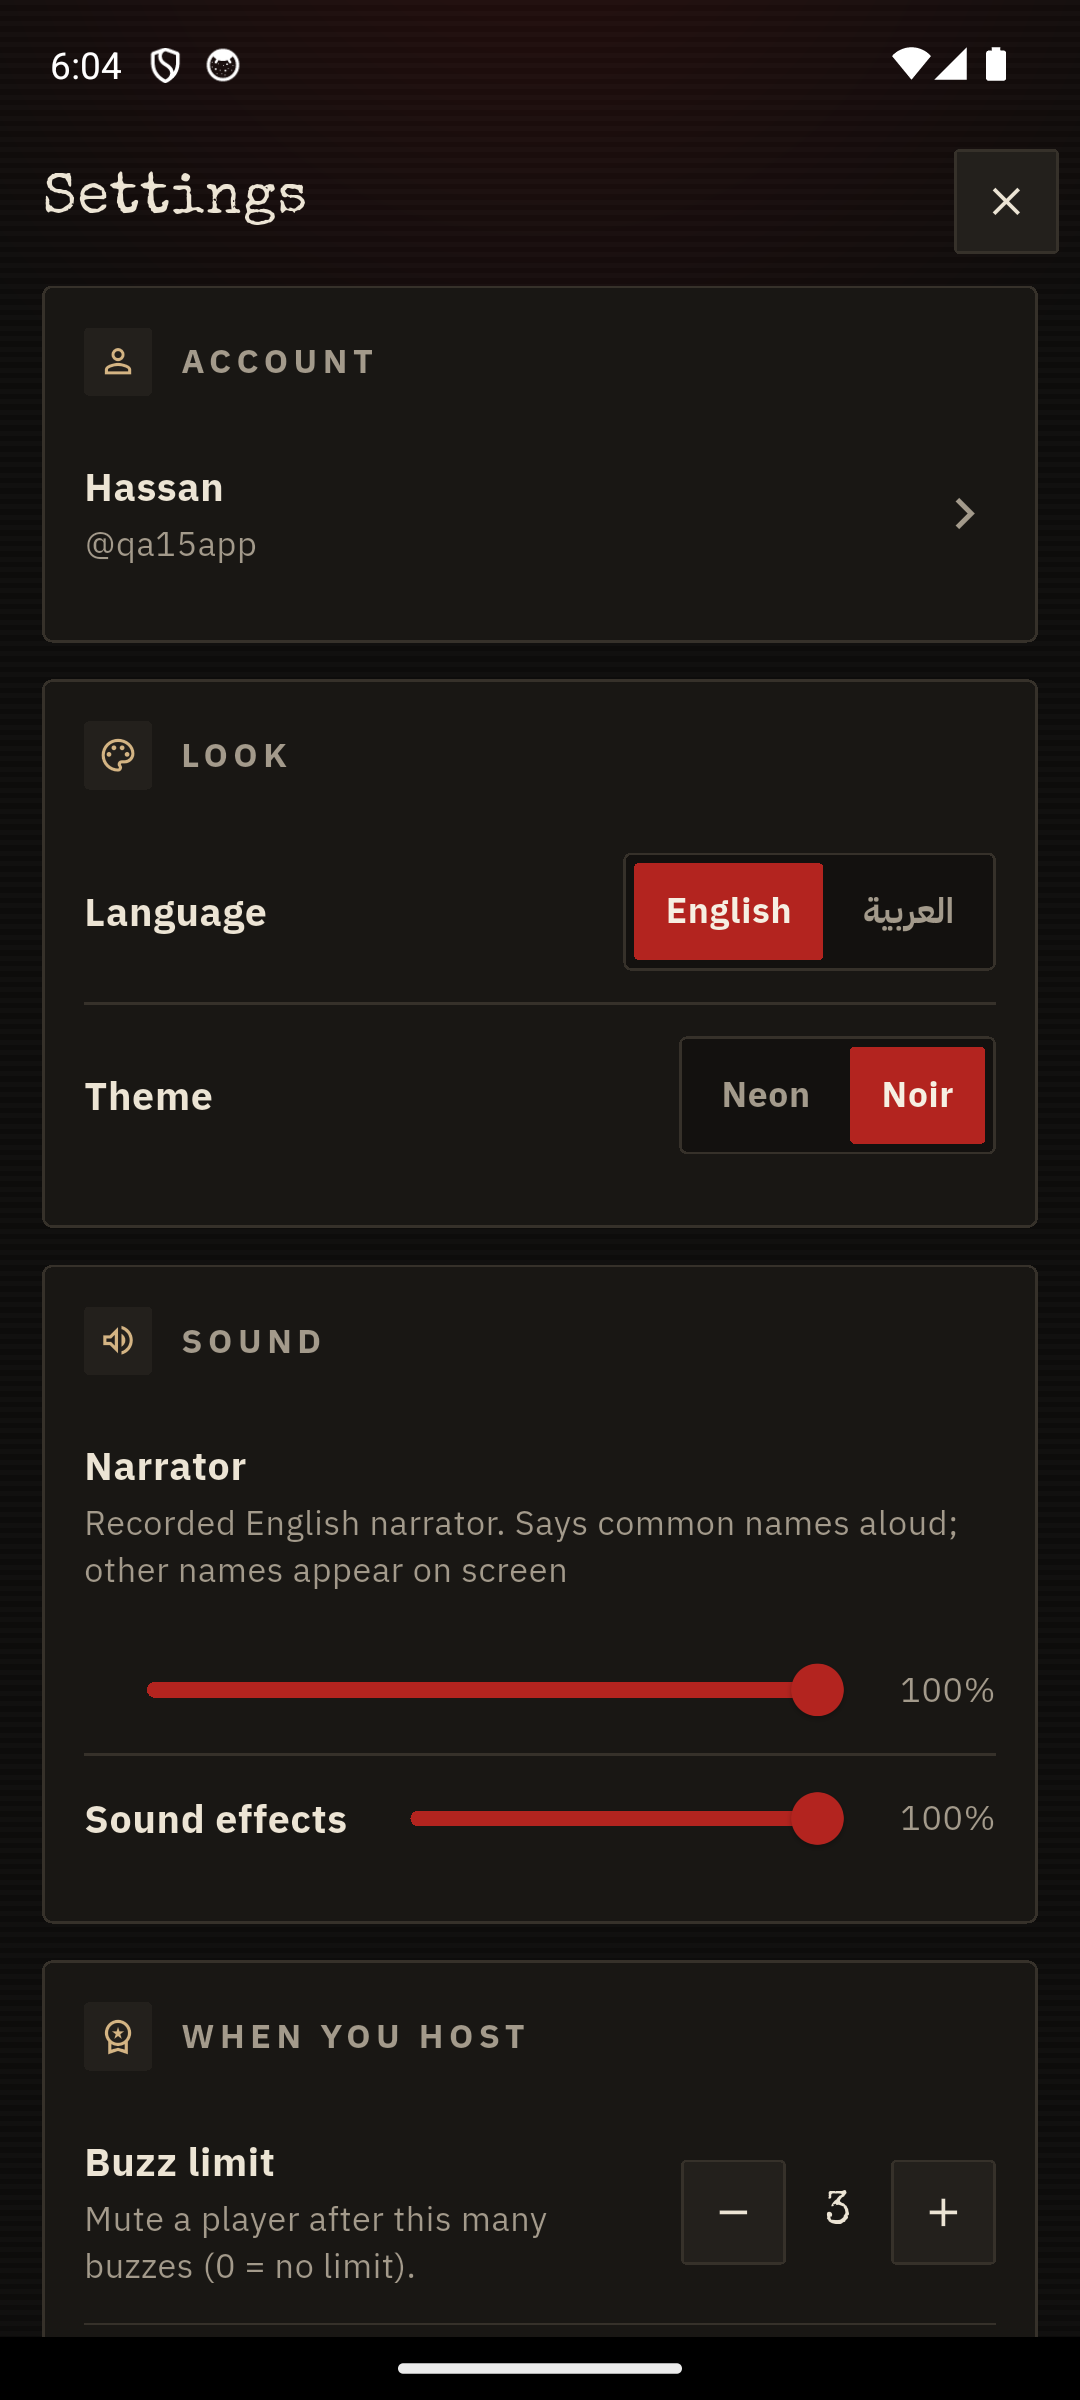 6:04
Settings
ACCOUNT
Hassan
@qa15app
LOOK
Language
English العربية
Theme
Neon Noir
SOUND
Narrator
Recorded English narrator. Says common names aloud;
other names appear on screen
100%
Sound effects 100%
WHEN YOU HOST
Buzz limit
Mute a player after this many
buzzes (0 = no limit).
− 3 +